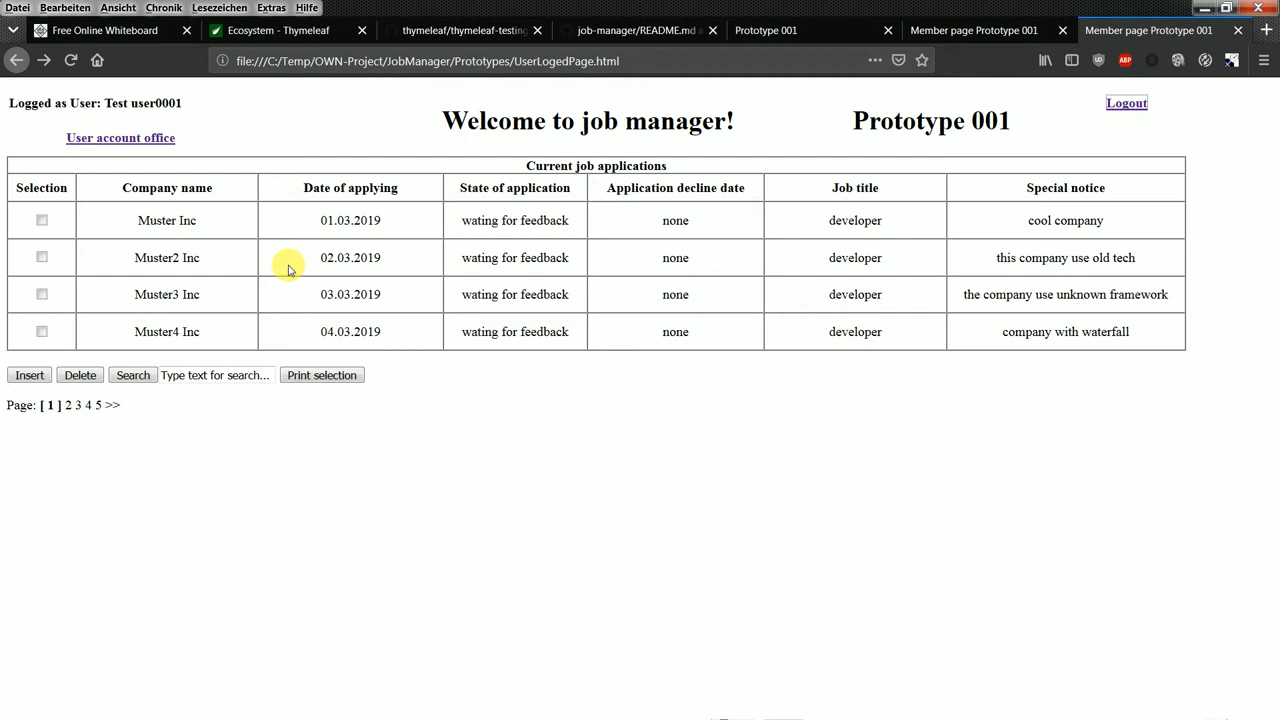 Datei Bearbeiten Ansicht Chronik Lesezeichen Extras Hilfe
Free Online Whiteboard Ecosystem - Thymeleaf thymeleaf/thymeleaf-testing job-manager/README.md Prototype 001 Member page Prototype 001 Member page Prototype 001
file:///C:/Temp/OWN-Project/JobManager/Prototypes/UserLogedPage.html ABP
Logged as User: Test user0001
Welcome to job manager! Prototype 001
Logout
User account office
Current job applications
Selection Company name Date of applying State of application Application decline date Job title Special notice
Muster Inc 01.03.2019 wating for feedback none developer cool company
Muster2 Inc 02.03.2019 wating for feedback none developer this company use old tech
Muster3 Inc 03.03.2019 wating for feedback none developer the company use unknown framework
Muster4 Inc 04.03.2019 wating for feedback none developer company with waterfall
Insert Delete Search Type text for search... Print selection
Page: [ 1 ] 2 3 4 5 >>